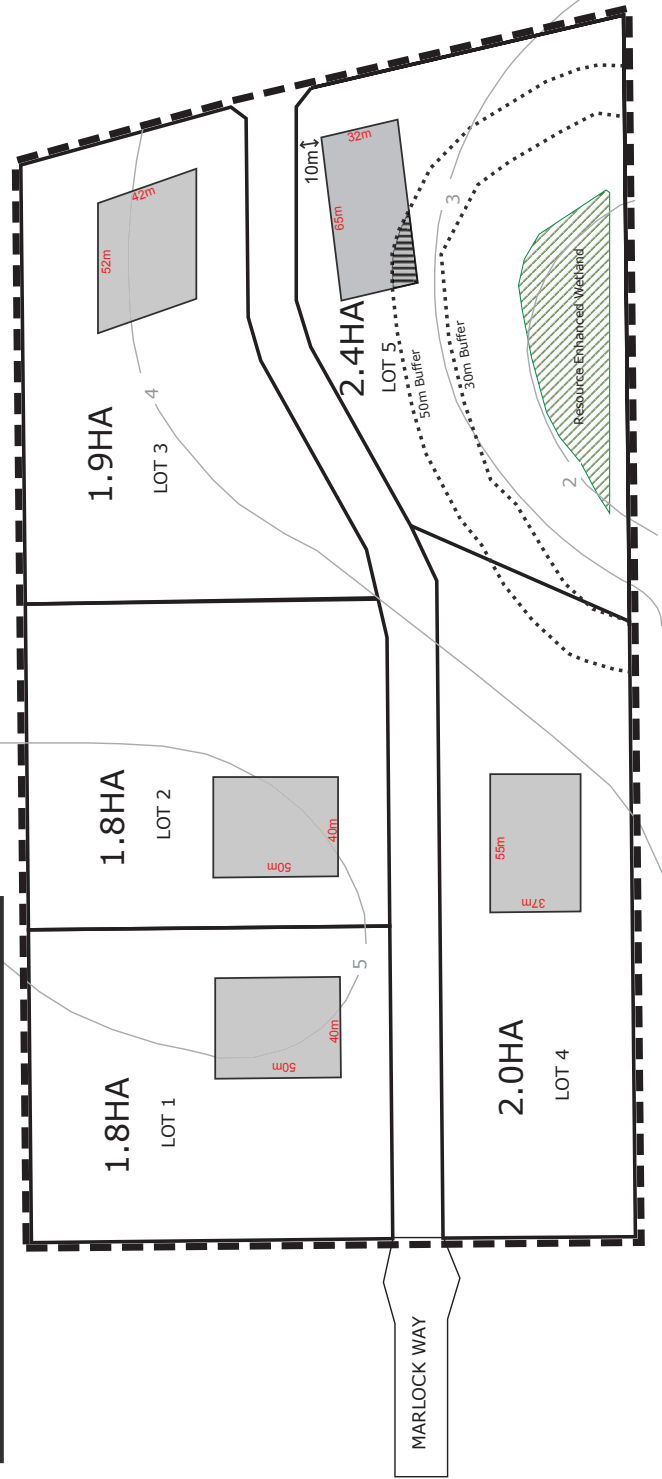 1.8HA
LOT 1
50m
40m
1.8HA
LOT 2
50m
40m
1.9HA
LOT 3
52m
42m
4
5
MARLOCK WAY
2.0HA
LOT 4
55m
37m
2.4HA
LOT 5
65m
32m
10m
50m Buffer
30m Buffer
3
2
Resource Enhanced Wetland